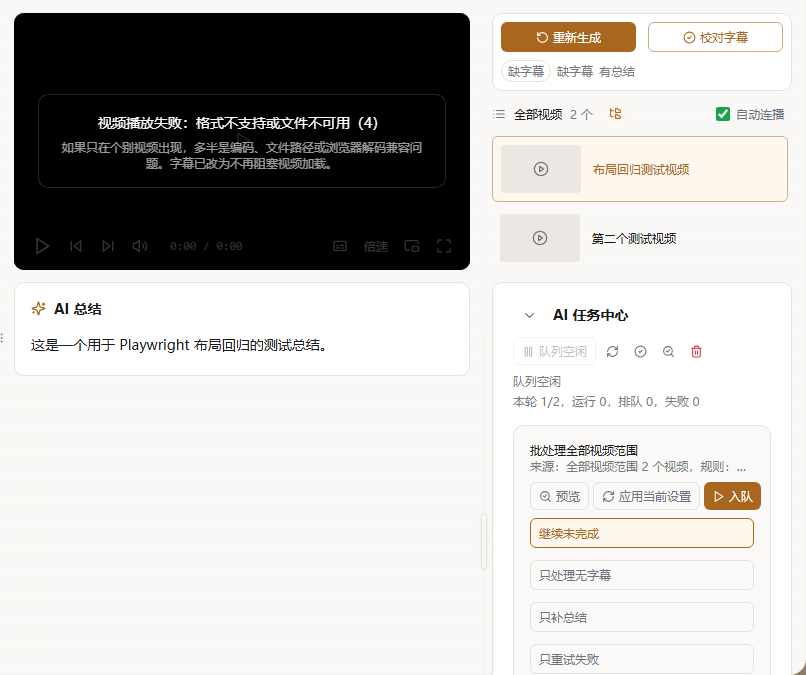 视频播放失败：格式不支持或文件不可用（4）
如果只在个别视频出现，多半是编码、文件路径或浏览器解码兼容问
题。字幕已改为不再阻塞视频加载。
0:00 / 0:00
倍速
AI 总结
这是一个用于 Playwright 布局回归的测试总结。
重新生成
校对字幕
缺字幕 缺字幕 有总结
全部视频 2 个
自动连播
布局回归测试视频
第二个测试视频
AI 任务中心
队列空闲
队列空闲
本轮 1/2，运行 0，排队 0，失败 0
批处理全部视频范围
来源：全部视频范围 2 个视频，规则：...
预览
应用当前设置
入队
继续未完成
只处理无字幕
只补总结
只重试失败